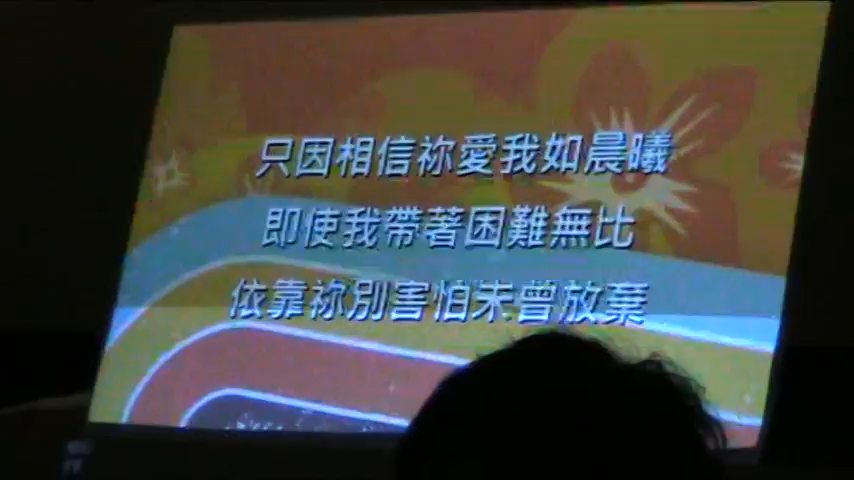 只因相信祢愛我如晨曦
即使我帶著困難無比
依靠祢別害怕未曾放棄